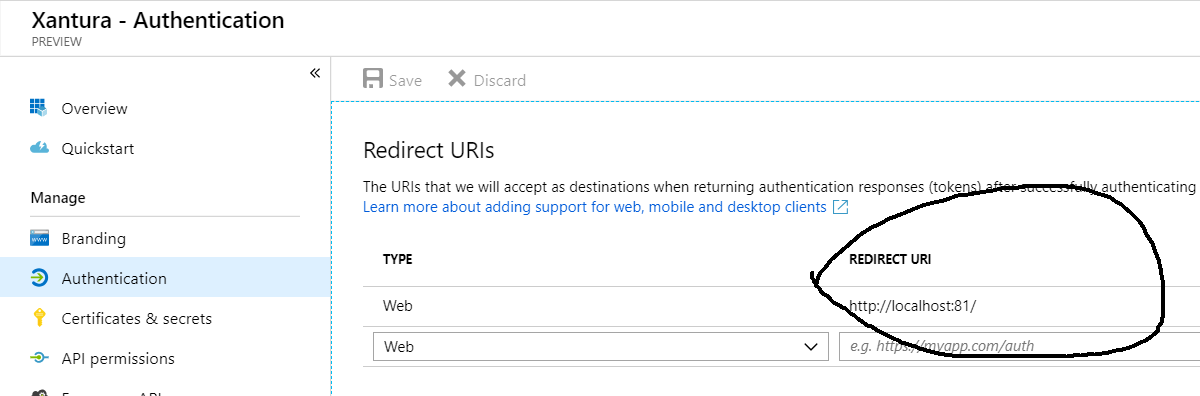 Xantura - Authentication
PREVIEW
«
Save Discard
Overview
Quickstart
Redirect URIs
The URIs that we will accept as destinations when returning authentication responses (tokens) after successfully authenticating
Learn more about adding support for web, mobile and desktop clients
Manage
Branding
Authentication
Certificates & secrets
API permissions
TYPE REDIRECT URI
Web http://localhost:81/
Web e.g. https://myapp.com/auth